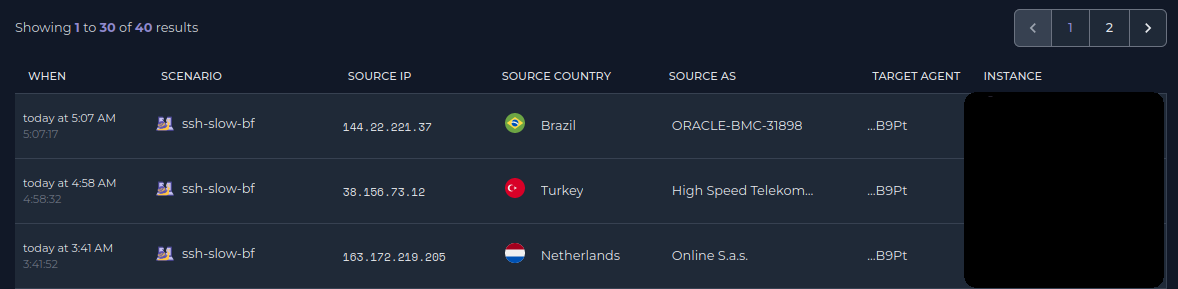 Showing 1 to 30 of 40 results
1 2
WHEN SCENARIO SOURCE IP SOURCE COUNTRY SOURCE AS TARGET AGENT INSTANCE
today at 5:07 AM ssh-slow-bf 144.22.221.37 Brazil ORACLE-BMC-31898 ...B9Pt
5:07:17
today at 4:58 AM ssh-slow-bf 38.156.73.12 Turkey High Speed Telekom... ...B9Pt
4:58:32
today at 3:41 AM ssh-slow-bf 163.172.219.205 Netherlands Online S.a.s. ...B9Pt
3:41:52